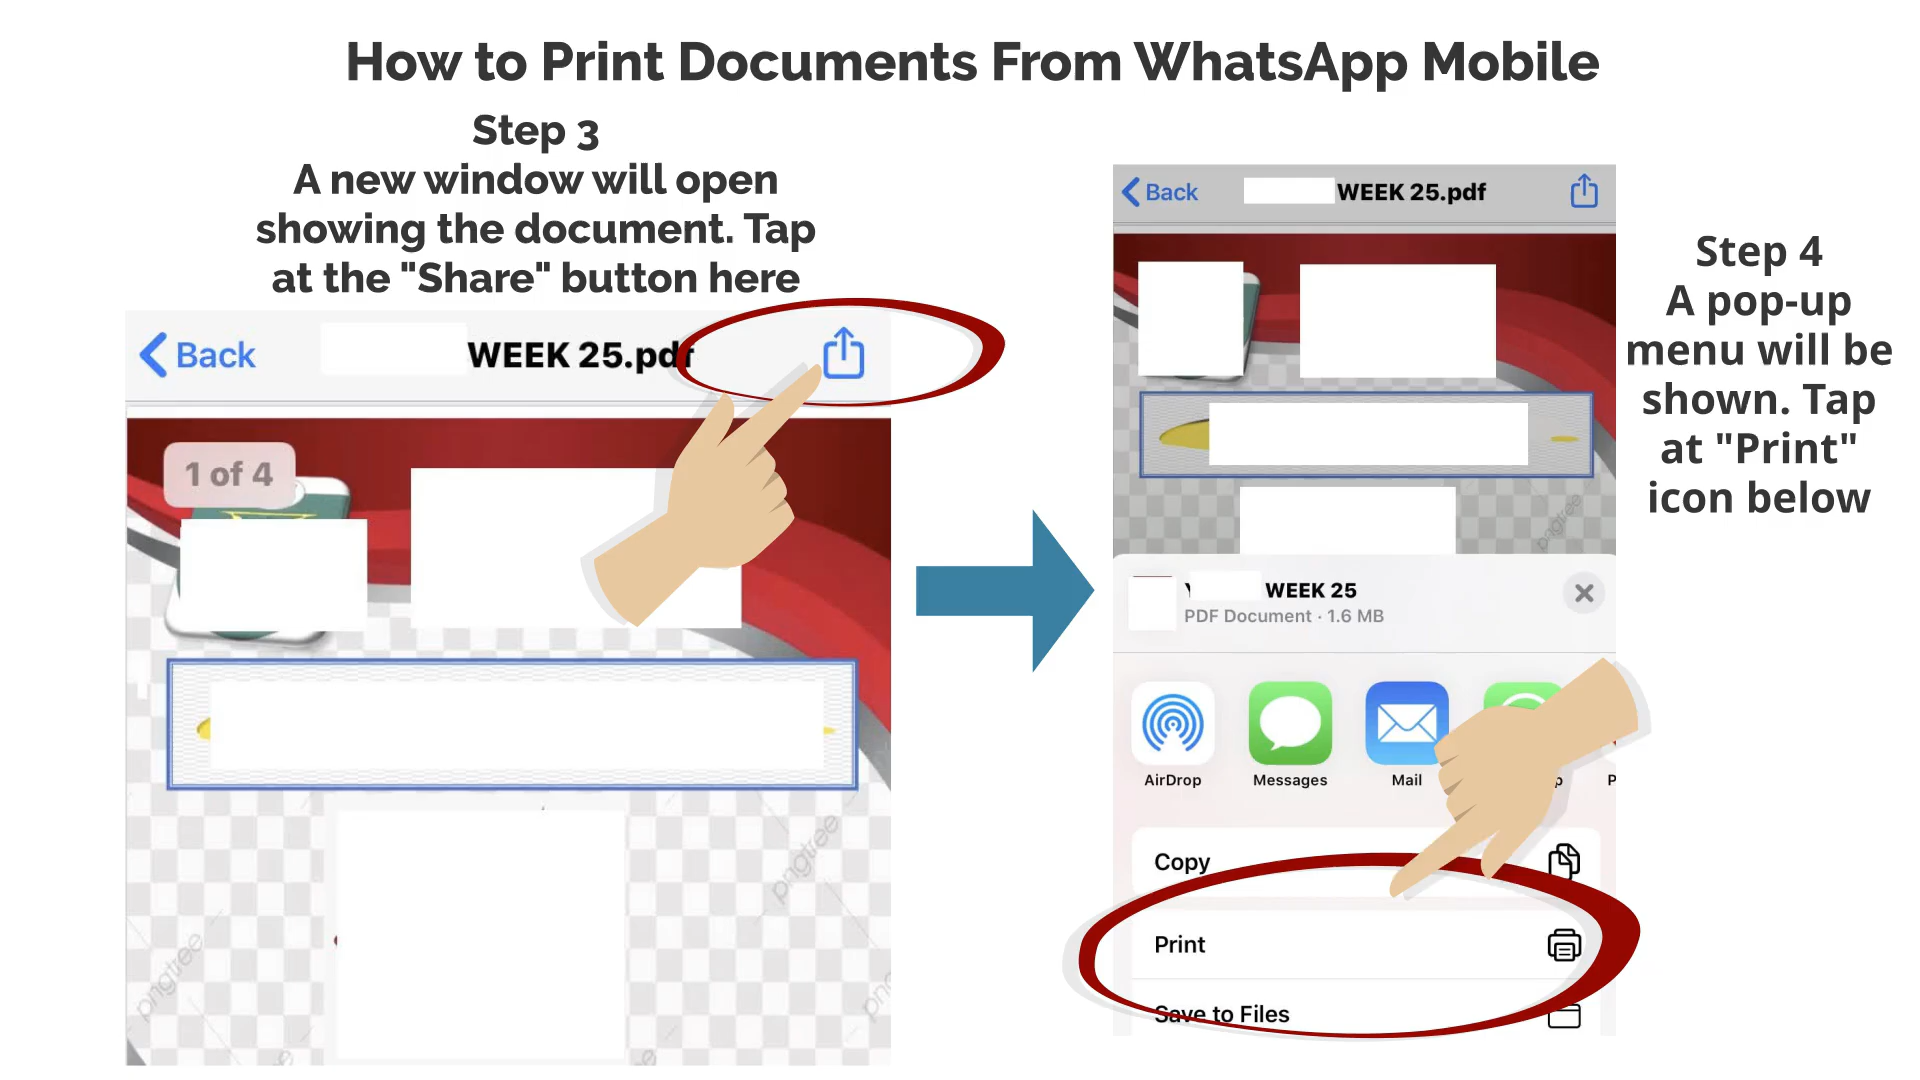 How to Print Documents From WhatsApp Mobile
Step 3
A new window will open
showing the document. Tap
at the "Share" button here
Back
WEEK 25.pdf
1 of 4
pngtree
pngtree
Back
WEEK 25.pdf
pngtree
WEEK 25
PDF Document · 1.6 MB
AirDrop
Messages
Mail
Copy
Print
Save to Files
Step 4
A pop-up
menu will be
shown. Tap
at "Print"
icon below